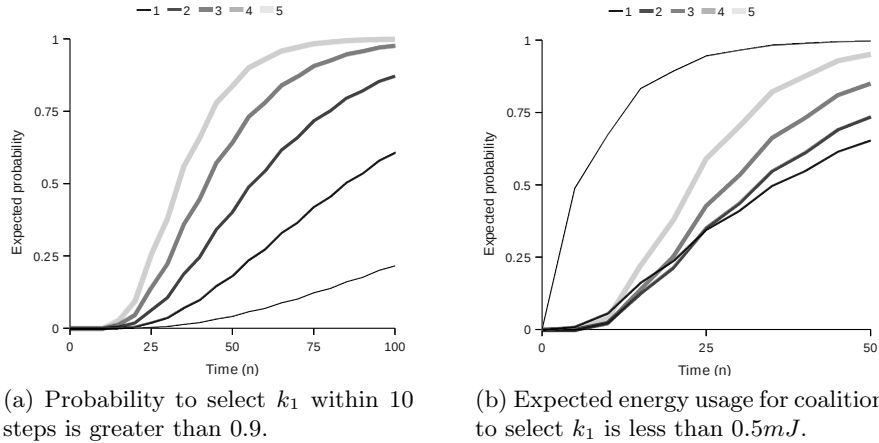 1 2 3 4 5
1
0.75
0.5
0.25
0
Expected probability
0 25 50 75 100
Time (n)
(a) Probability to select k₁ within 10
steps is greater than 0.9.
1 2 3 4 5
1
0.75
0.5
0.25
0
Expected probability
0 25 50
Time (n)
(b) Expected energy usage for coalition
to select k₁ is less than 0.5mJ.